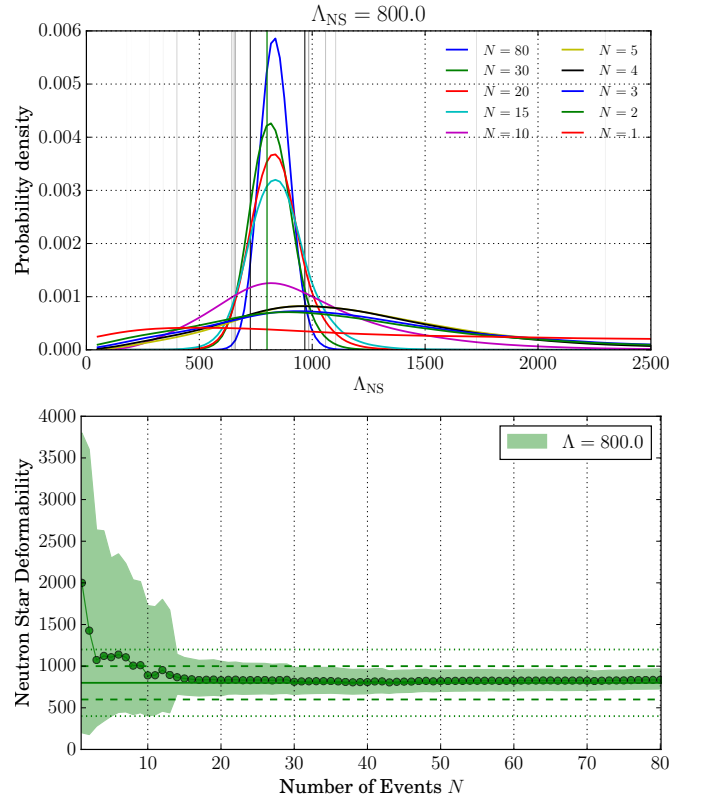 Λ_NS = 800.0
Probability density
0.006
0.005
0.004
0.003
0.002
0.001
0.000
N = 80
N = 30
N = 20
N = 15
N = 10
N = 5
N = 4
N = 3
N = 2
N = 1
0 500 1000 1500 2000 2500
Λ_NS
Neutron Star Deformability
4000
3500
3000
2500
2000
1500
1000
500
0
Λ = 800.0
10 20 30 40 50 60 70 80
Number of Events N